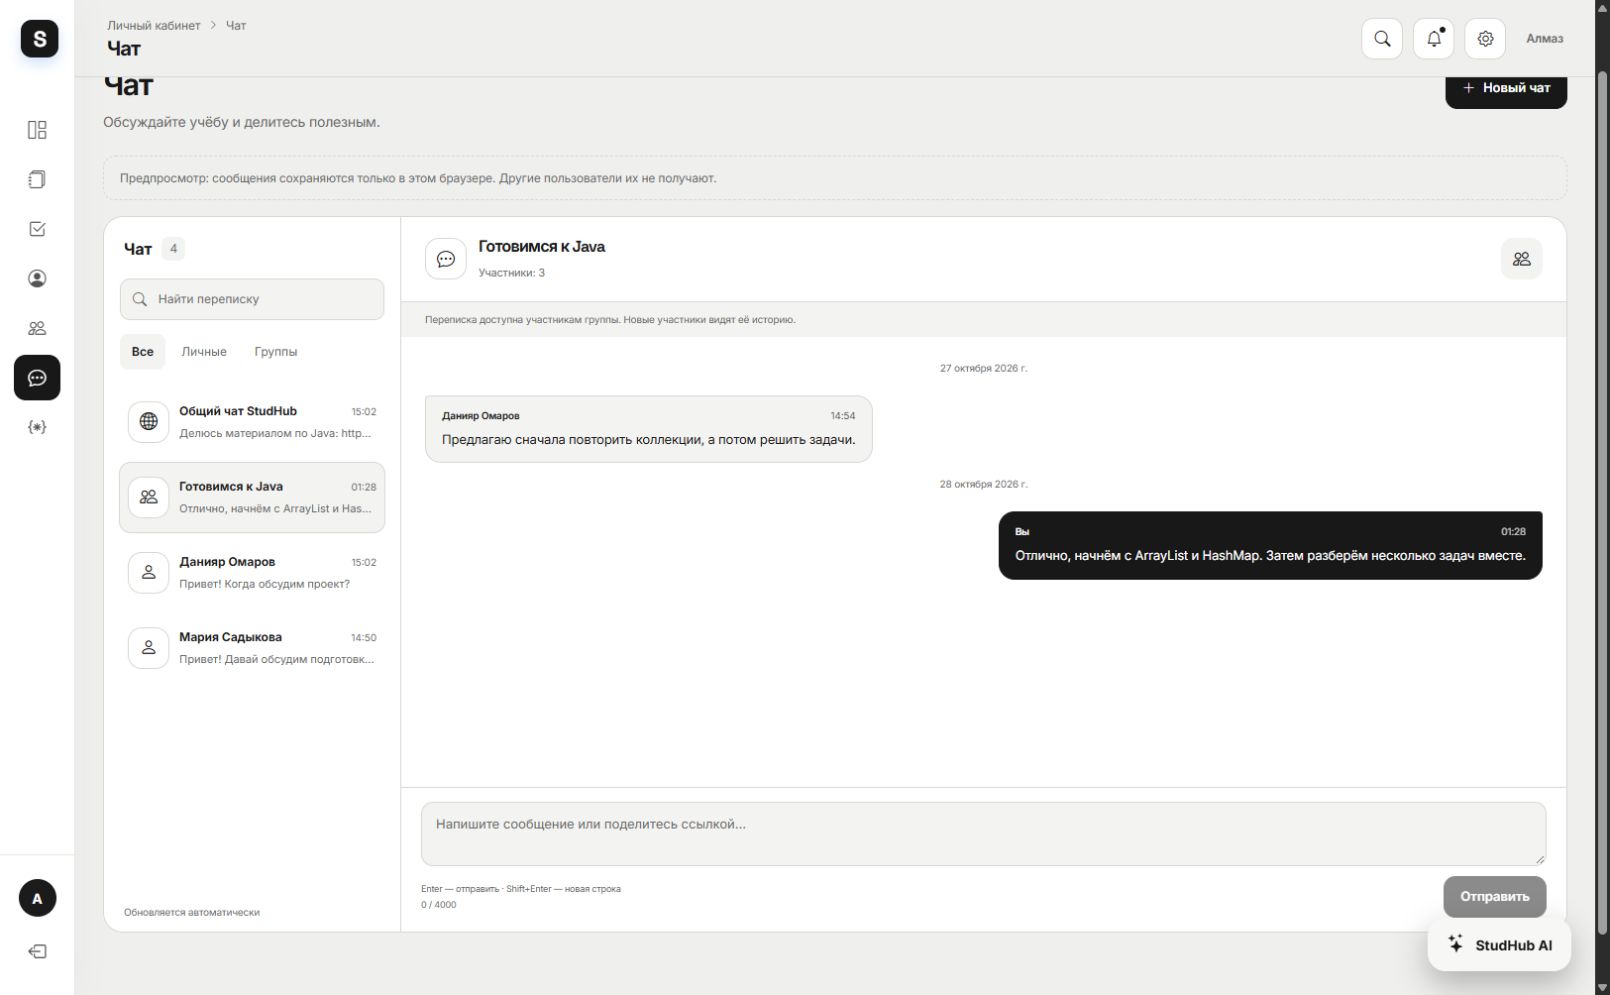 S
Личный кабинет > Чат
Чат
Алмаз
Чат
+ Новый чат
Обсуждайте учёбу и делитесь полезным.
Предпросмотр: сообщения сохраняются только в этом браузере. Другие пользователи их не получают.
Чат 4
Найти переписку
Все Личные Группы
Общий чат StudHub 15:02
Делюсь материалом по Java: http...
Готовимся к Java 01:28
Отлично, начнём с ArrayList и Has...
Данияр Омаров 15:02
Привет! Когда обсудим проект?
Мария Садыкова 14:50
Привет! Давай обсудим подготовк...
Обновляется автоматически
Готовимся к Java
Участники: 3
Переписка доступна участникам группы. Новые участники видят её историю.
27 октября 2026 г.
Данияр Омаров 14:54
Предлагаю сначала повторить коллекции, а потом решить задачи.
28 октября 2026 г.
Вы 01:28
Отлично, начнём с ArrayList и HashMap. Затем разберём несколько задач вместе.
Напишите сообщение или поделитесь ссылкой...
Enter — отправить · Shift+Enter — новая строка
0 / 4000
Отправить
StudHub AI
A